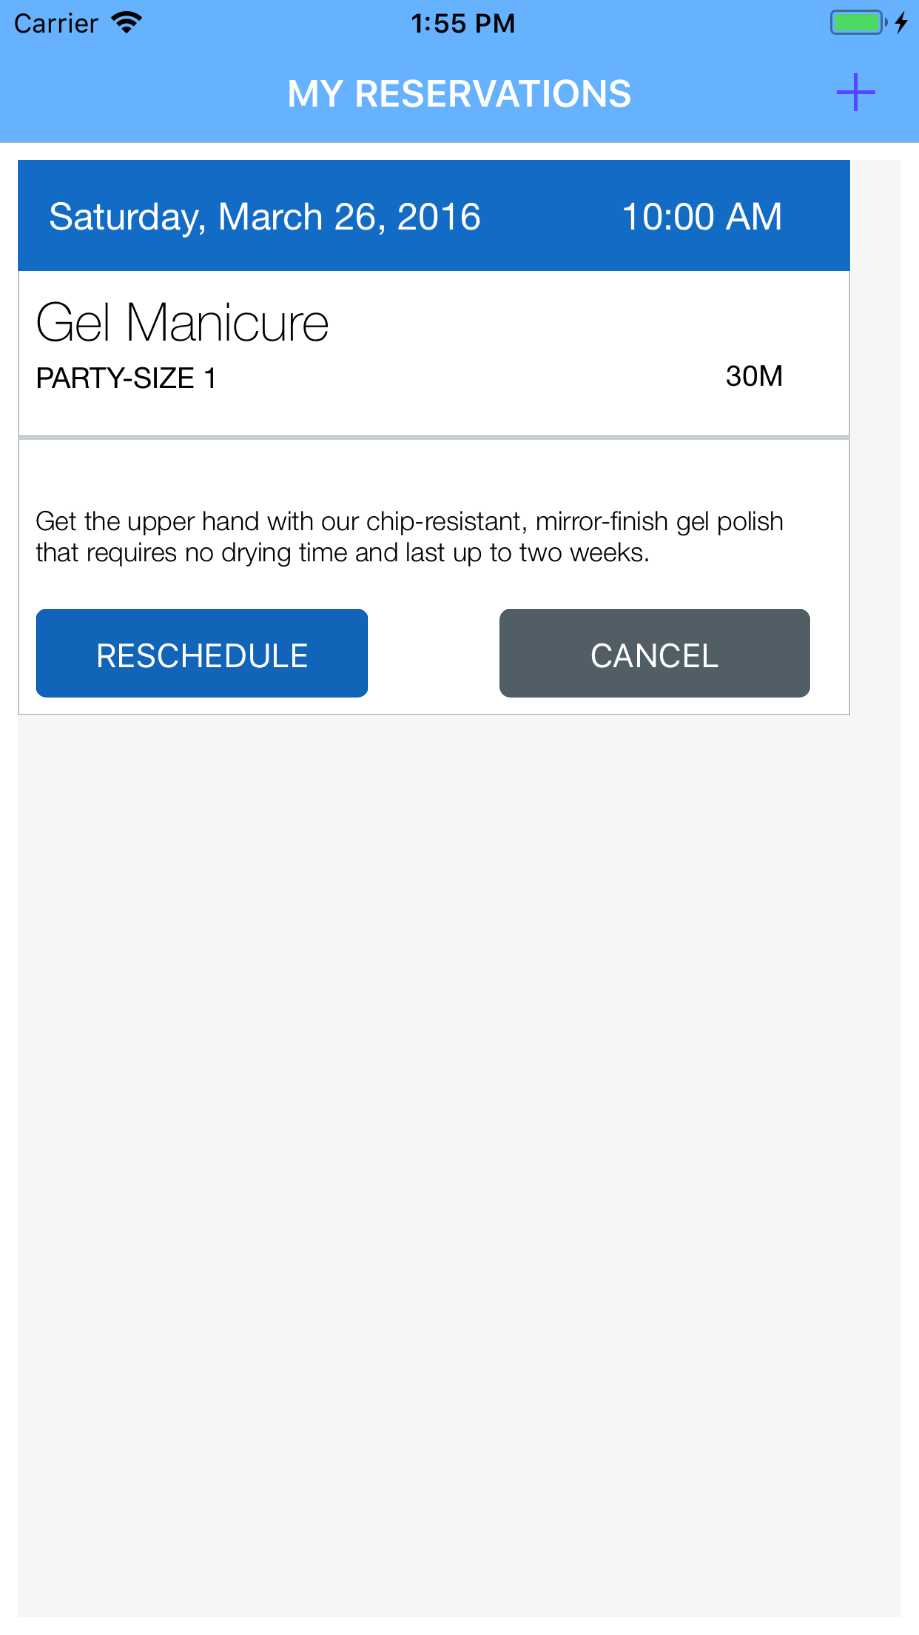 Carrier 1:55 PM
MY RESERVATIONS +
Saturday, March 26, 2016 10:00 AM
Gel Manicure
PARTY-SIZE 1 30M
Get the upper hand with our chip-resistant, mirror-finish gel polish
that requires no drying time and last up to two weeks.
RESCHEDULE CANCEL